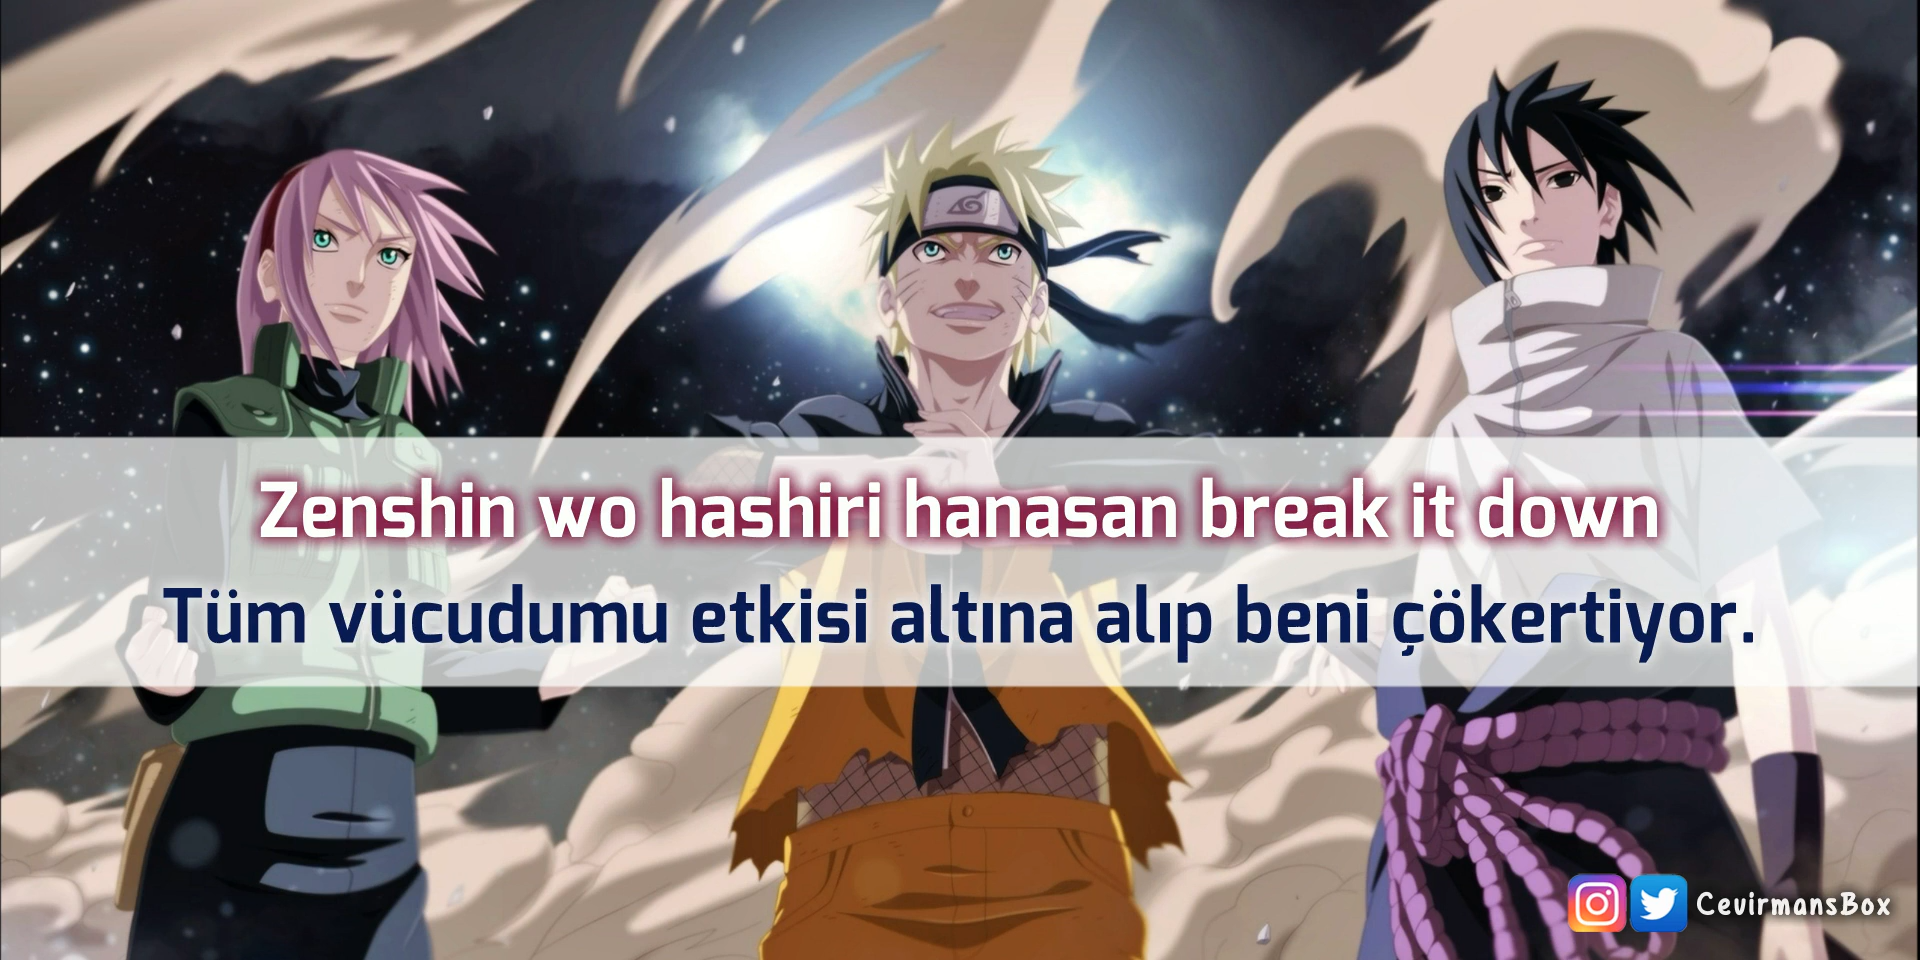 Zenshin wo hashiri hanasan break it down
Tüm vücudumu etkisi altına alıp beni çökertiyor.
CevirmansBox